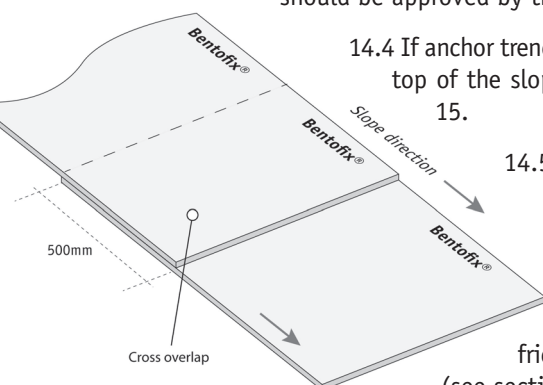 should be approved by th
14.4 If anchor trenc
top of the slop
15.
14.5
Bentofix®
Bentofix®
Slope direction
Bentofix®
500mm
Cross overlap
fric
(see secti